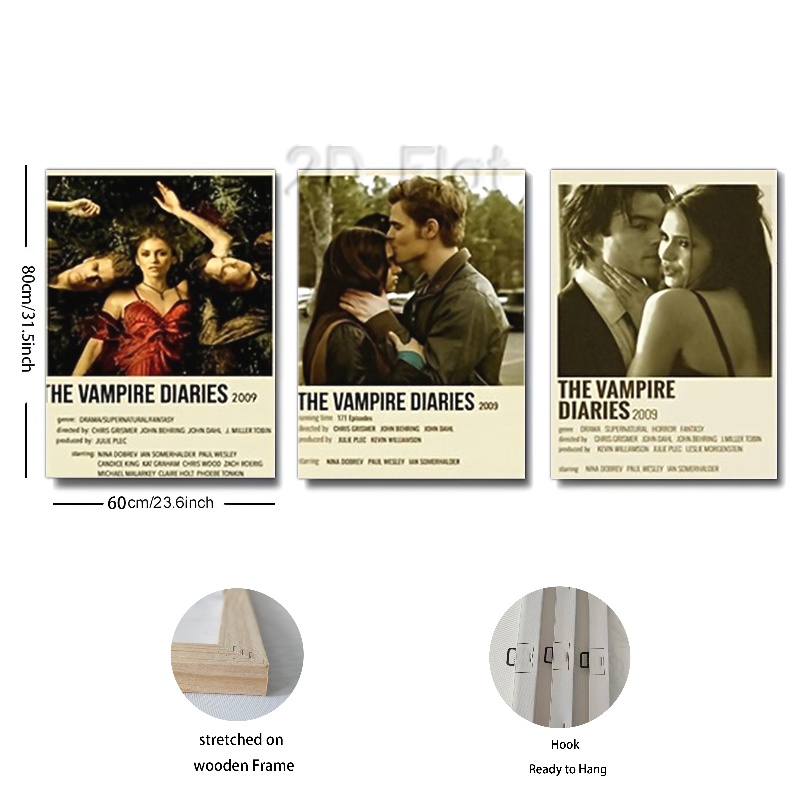 2D Flat
80cm/31.5inch
THE VAMPIRE DIARIES 2009
genre: DRAMA/SUPERNATURAL/FANTASY
directed by: CHRIS GRISMER JOHN BEHRING JOHN DAHL J. MILLER TOBIN
produced by: JULIE PLEC
starring: NINA DOBREV IAN SOMERHALDER PAUL WESLEY
CANDICE KING KAT GRAHAM CHRIS WOOD ZACH ROERIG
MICHAEL MALARKEY CLAIRE HOLT PHOEBE TONKIN
THE VAMPIRE DIARIES 2009
running time: 171 Episodes
directed by CHRIS GRISMER JOHN BEHRING JOHN DAHL
produced by JULIE PLEC KEVIN WILLIAMSON
starring NINA DOBREV PAUL WESLEY IAN SOMERHALDER
THE VAMPIRE
DIARIES 2009
genre DRAMA SUPERNATURAL HORROR FANTASY
directed by CHRIS GRISMER JOHN DAHL JOHN BEHRING J.MILLER TOBIN
produced by KEVIN WILLIAMSON JULIE PLEC LESLIE MORGENSTEIN
starring NINA DOBREV PAUL WESLEY IAN SOMERHALDER
60cm/23.6inch
stretched on
wooden Frame
Hook
Ready to Hang